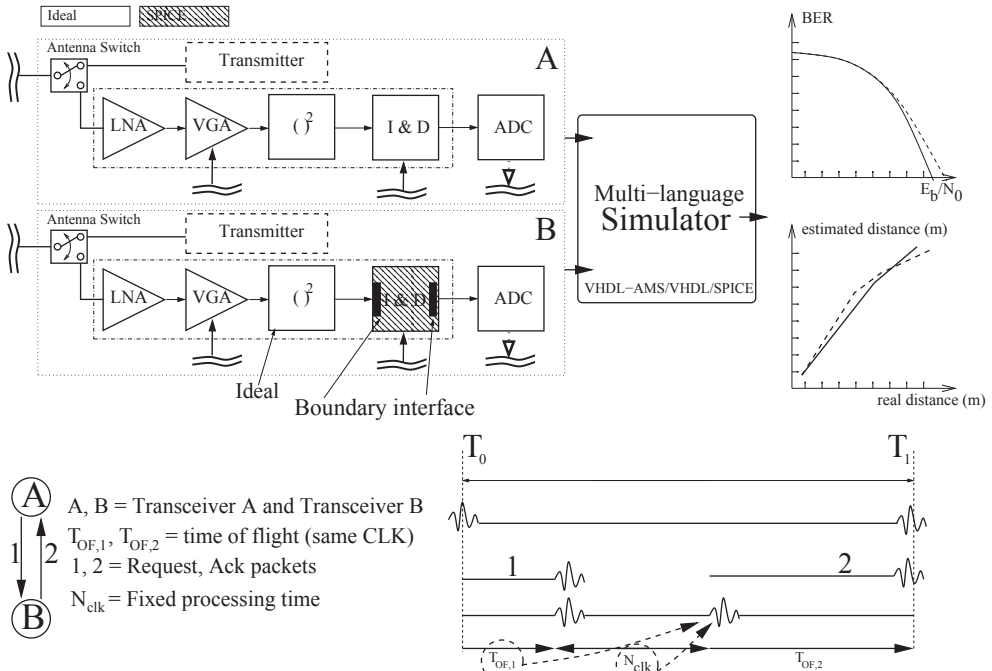 Ideal
SPICE
Antenna Switch
Transmitter
A
LNA
VGA
( )²
I & D
ADC
Antenna Switch
Transmitter
B
LNA
VGA
( )²
I & D
ADC
Ideal
Boundary interface
Multi−language
Simulator
VHDL−AMS/VHDL/SPICE
BER
E_b/N_0
estimated distance (m)
real distance (m)
A
1
2
B
A, B = Transceiver A and Transceiver B
T_OF,1, T_OF,2 = time of flight (same CLK)
1, 2 = Request, Ack packets
N_clk = Fixed processing time
T_0
T_1
1
2
T_OF,1
N_clk
T_OF,2